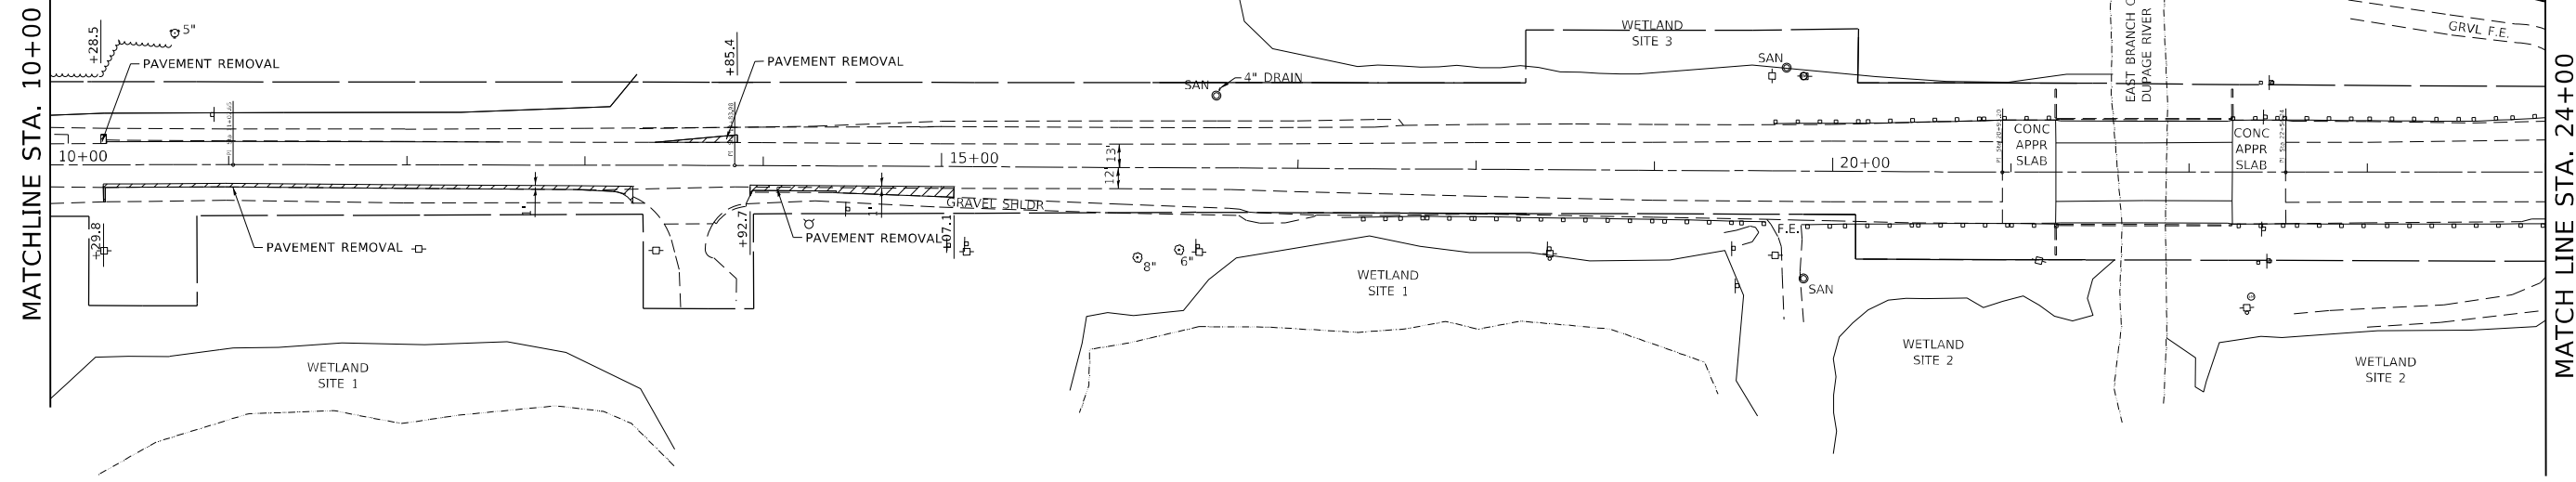 MATCHLINE STA. 10+00
+28.5
5"
PAVEMENT REMOVAL
+85.4
PAVEMENT REMOVAL
SAN
4" DRAIN
WETLAND
SITE 3
SAN
EAST BRANCH
DUPAGE RIVER
GRVL F.E.
MATCH LINE STA. 24+00
10+00
15+00
12'
13'
20+00
CONC
APPR
SLAB
CONC
APPR
SLAB
GRAVEL SHLDR
+29.8
PAVEMENT REMOVAL
1'
+92.7
PAVEMENT REMOVAL
1'
+07.1
8"
6"
F.E.
SAN
WETLAND
SITE 1
WETLAND
SITE 1
WETLAND
SITE 2
WETLAND
SITE 2